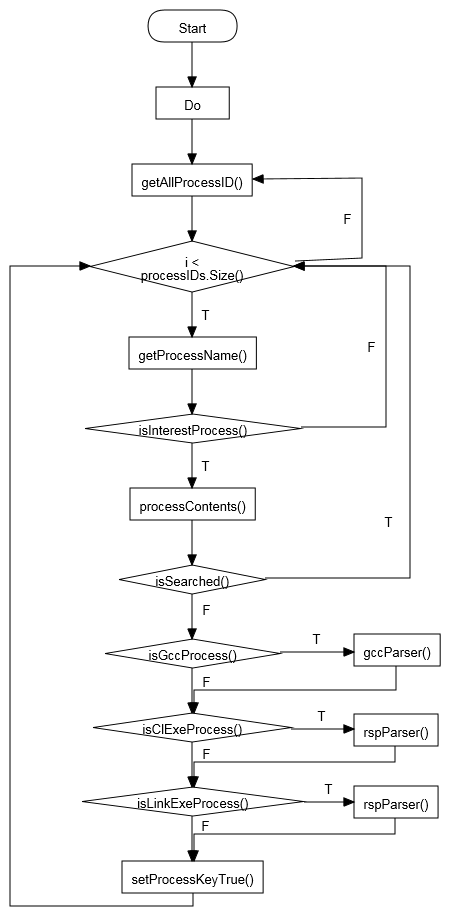 Start
Do
getAllProcessID()
F
i <
processIDs.Size()
T
getProcessName()
F
isInterestProcess()
T
processContents()
T
isSearched()
F
isGccProcess()
T
gccParser()
F
isClExeProcess()
T
rspParser()
F
isLinkExeProcess()
T
rspParser()
F
setProcessKeyTrue()